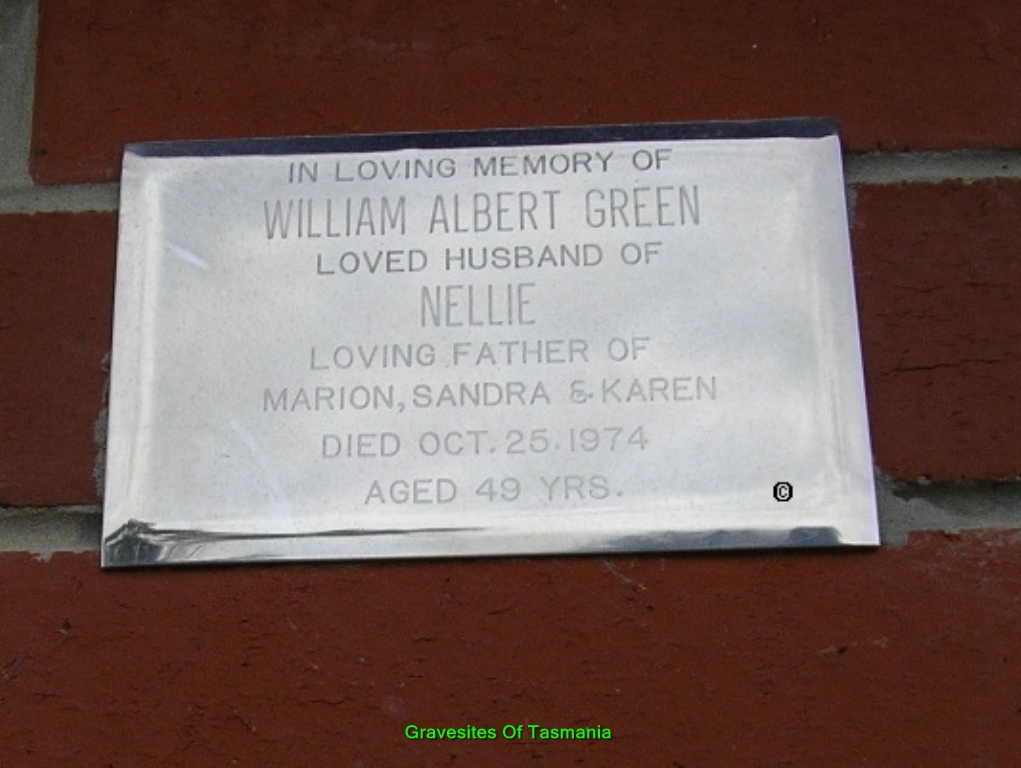 IN LOVING MEMORY OF
WILLIAM ALBERT GREEN
LOVED HUSBAND OF
NELLIE
LOVING FATHER OF
MARION, SANDRA & KAREN
DIED OCT. 25. 1974
AGED 49 YRS.
©
Gravesites Of Tasmania